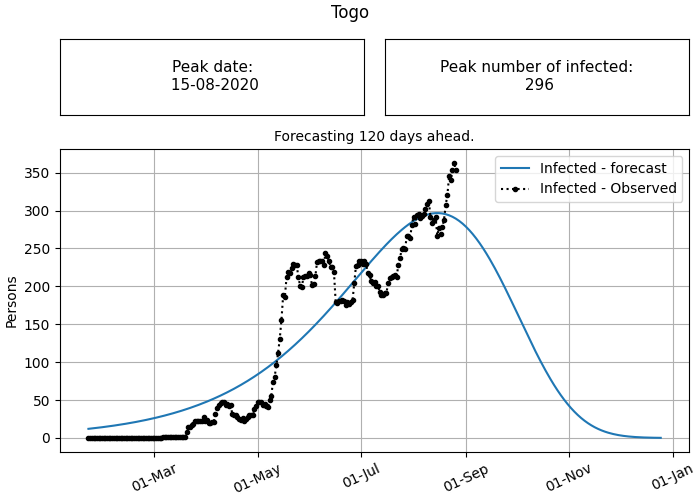 Togo
Peak date:
15-08-2020
Peak number of infected:
296
Forecasting 120 days ahead.
Infected - forecast
Infected - Observed
Persons
350
300
250
200
150
100
50
0
01-Mar
01-May
01-Jul
01-Sep
01-Nov
01-Jan